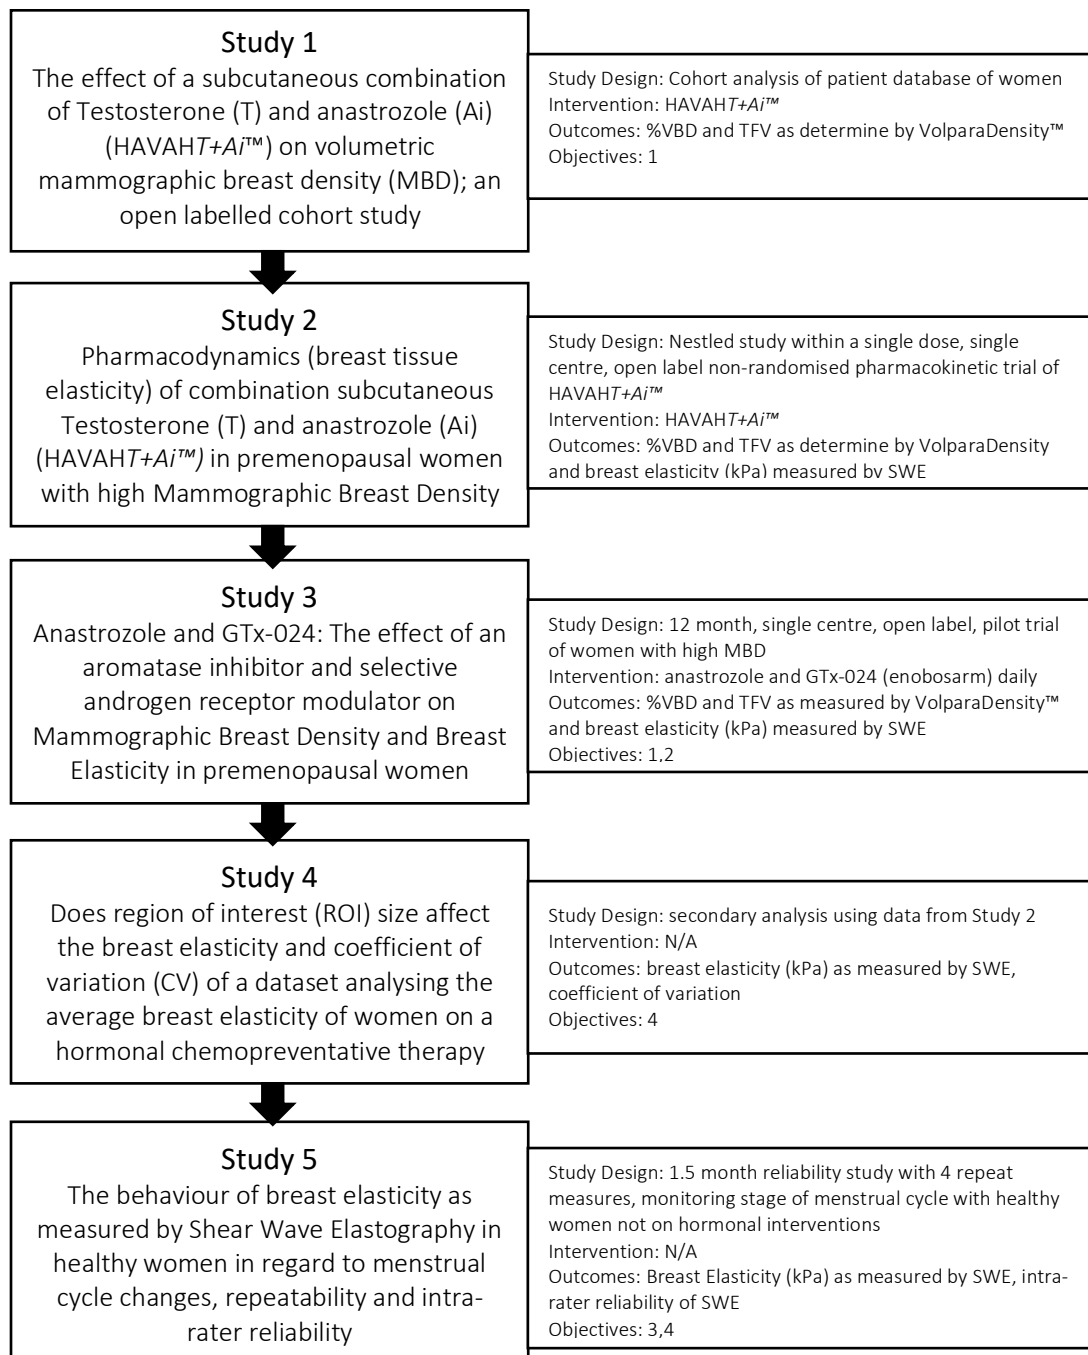 Study 1
The effect of a subcutaneous combination
of Testosterone (T) and anastrozole (Ai)
(HAVAHT+Ai™) on volumetric
mammographic breast density (MBD); an
open labelled cohort study
Study Design: Cohort analysis of patient database of women
Intervention: HAVAHT+Ai™
Outcomes: %VBD and TFV as determine by VolparaDensity™
Objectives: 1
Study 2
Pharmacodynamics (breast tissue
elasticity) of combination subcutaneous
Testosterone (T) and anastrozole (Ai)
(HAVAHT+Ai™) in premenopausal women
with high Mammographic Breast Density
Study Design: Nestled study within a single dose, single
centre, open label non-randomised pharmacokinetic trial of
HAVAHT+Ai™
Intervention: HAVAHT+Ai™
Outcomes: %VBD and TFV as determine by VolparaDensity
and breast elasticity (kPa) measured by SWE
Study 3
Anastrozole and GTx-024: The effect of an
aromatase inhibitor and selective
androgen receptor modulator on
Mammographic Breast Density and Breast
Elasticity in premenopausal women
Study Design: 12 month, single centre, open label, pilot trial
of women with high MBD
Intervention: anastrozole and GTx-024 (enobosarm) daily
Outcomes: %VBD and TFV as measured by VolparaDensity™
and breast elasticity (kPa) measured by SWE
Objectives: 1,2
Study 4
Does region of interest (ROI) size affect
the breast elasticity and coefficient of
variation (CV) of a dataset analysing the
average breast elasticity of women on a
hormonal chemopreventative therapy
Study Design: secondary analysis using data from Study 2
Intervention: N/A
Outcomes: breast elasticity (kPa) as measured by SWE,
coefficient of variation
Objectives: 4
Study 5
The behaviour of breast elasticity as
measured by Shear Wave Elastography in
healthy women in regard to menstrual
cycle changes, repeatability and intra-
rater reliability
Study Design: 1.5 month reliability study with 4 repeat
measures, monitoring stage of menstrual cycle with healthy
women not on hormonal interventions
Intervention: N/A
Outcomes: Breast Elasticity (kPa) as measured by SWE, intra-
rater reliability of SWE
Objectives: 3,4